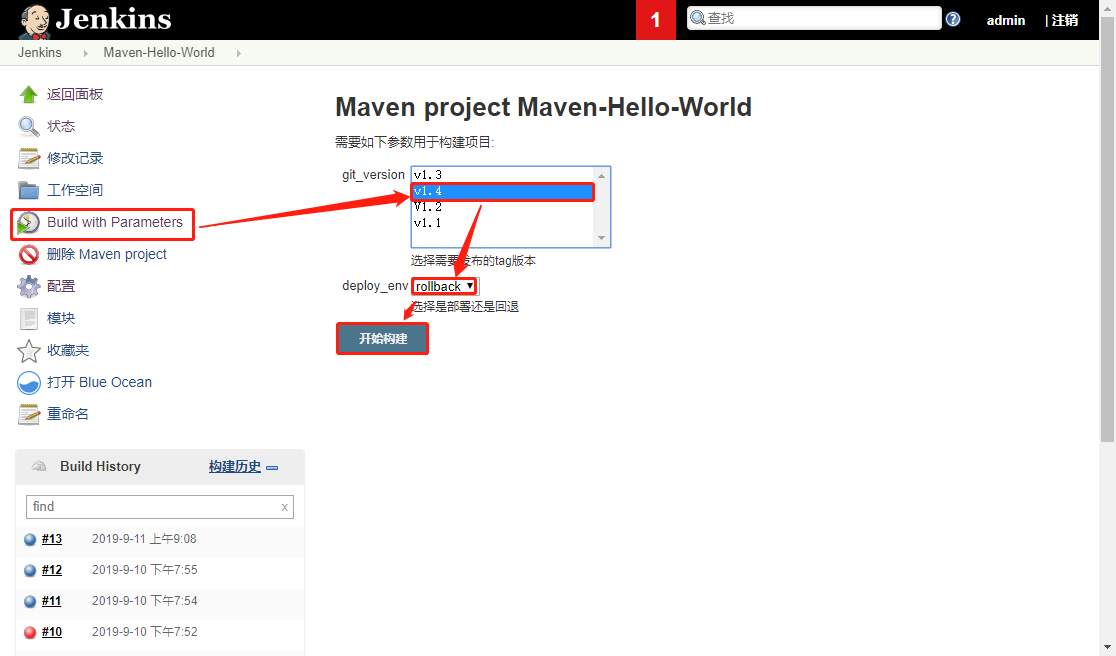 Jenkins
1
查找
?
admin
| 注销
Jenkins
Maven-Hello-World
返回面板
状态
修改记录
工作空间
Build with Parameters
删除 Maven project
配置
模块
收藏夹
打开 Blue Ocean
重命名
Maven project Maven-Hello-World
需要如下参数用于构建项目:
git_version
v1.3
v1.4
V1.2
v1.1
选择需要发布的tag版本
deploy_env
rollback
选择是部署还是回退
开始构建
Build History
构建历史
find
x
#13 2019-9-11 上午9:08
#12 2019-9-10 下午7:55
#11 2019-9-10 下午7:54
#10 2019-9-10 下午7:52